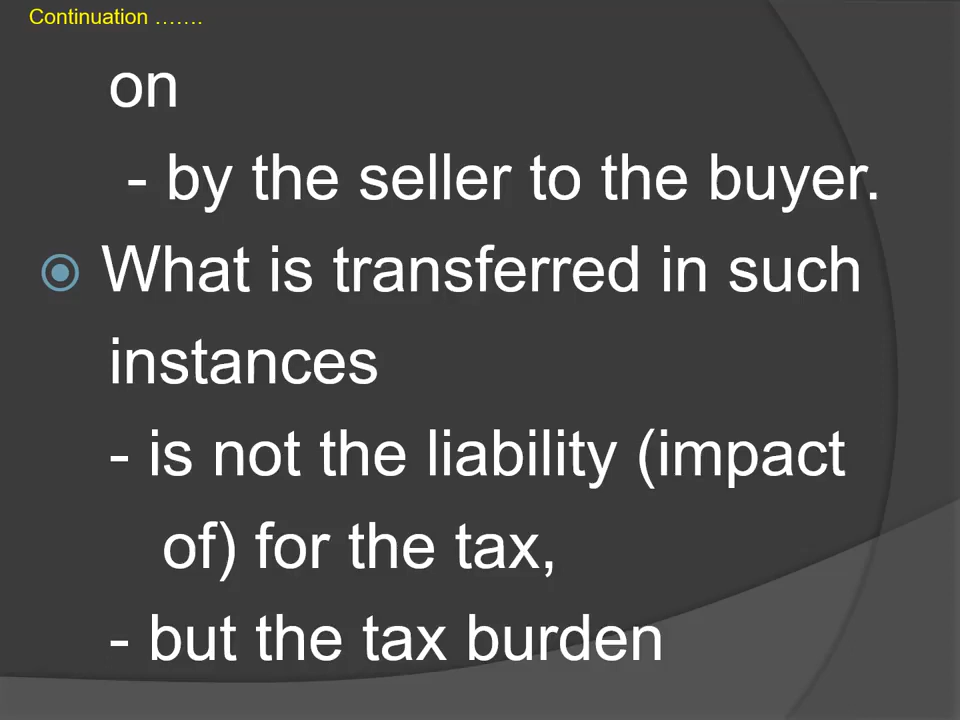 Continuation …….
on
- by the seller to the buyer.
What is transferred in such
instances
- is not the liability (impact
of) for the tax,
- but the tax burden